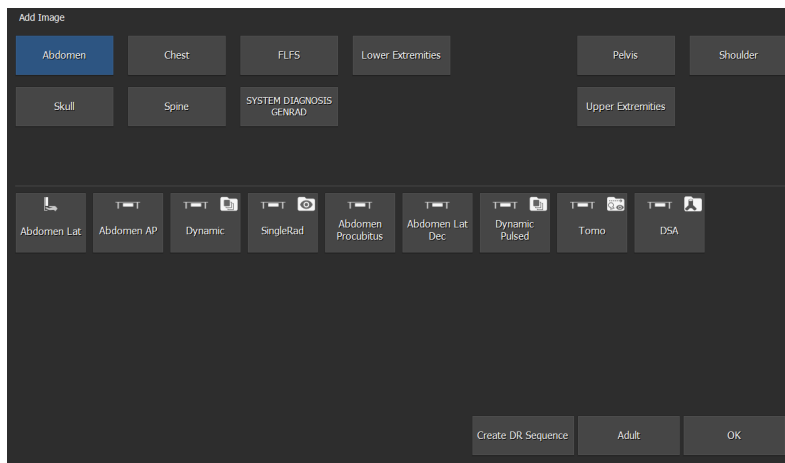 Add Image
Abdomen
Chest
FLFS
Lower Extremities
Pelvis
Shoulder
Skull
Spine
SYSTEM DIAGNOSIS
GENRAD
Upper Extremities
Abdomen Lat
Abdomen AP
Dynamic
SingleRad
Abdomen
Procubitus
Abdomen Lat
Dec
Dynamic
Pulsed
Tomo
DSA
Create DR Sequence
Adult
OK